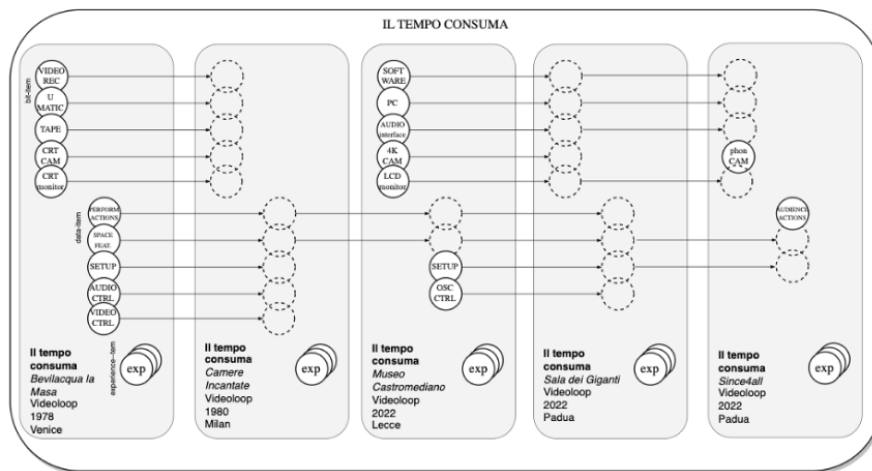 IL TEMPO CONSUMA
bit-item
VIDEO
REC
U
MATIC
TAPE
CRT
CAM
CRT
monitor
data-item
PERFORM
ACTIONS
SPACE
FEAT.
SETUP
AUDIO
CTRL
VIDEO
CTRL
experience--item
exp
Il tempo
consuma
Bevilacqua la
Masa
Videoloop
1978
Venice
exp
Il tempo
consuma
Camere
Incantate
Videoloop
1980
Milan
SOFT
WARE
PC
AUDIO
interface
4K
CAM
LCD
monitor
SETUP
OSC
CTRL
exp
Il tempo
consuma
Museo
Castromediano
Videoloop
2022
Lecce
exp
Il tempo
consuma
Sala dei Giganti
Videoloop
2022
Padua
phon
CAM
AUDIENCE
ACTIONS
exp
Il tempo
consuma
Since4all
Videoloop
2022
Padua